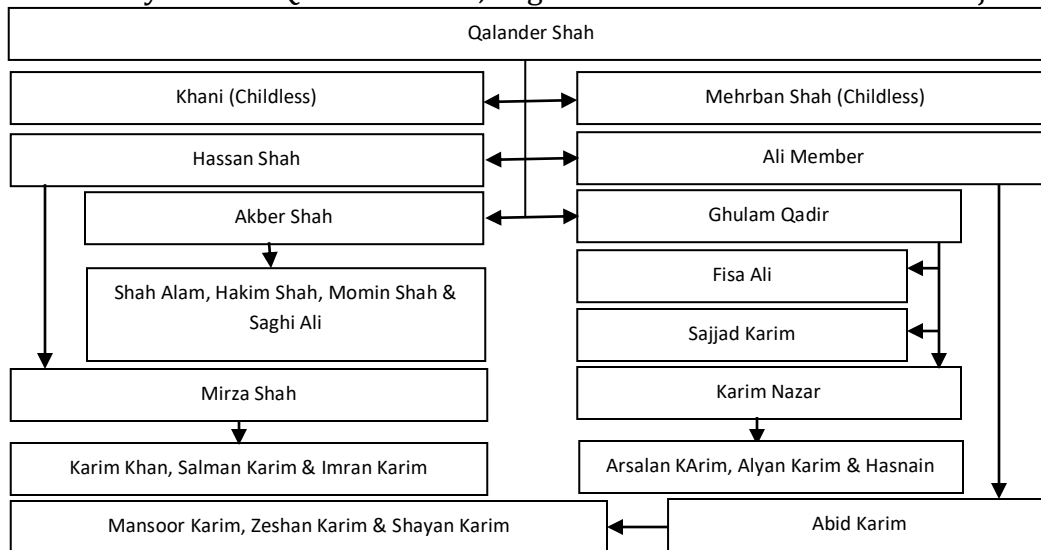 Qalander Shah
Khani (Childless)
Mehrban Shah (Childless)
Hassan Shah
Ali Member
Akber Shah
Ghulam Qadir
Shah Alam, Hakim Shah, Momin Shah &
Saghi Ali
Fisa Ali
Sajjad Karim
Mirza Shah
Karim Nazar
Karim Khan, Salman Karim & Imran Karim
Arsalan KArim, Alyan Karim & Hasnain
Mansoor Karim, Zeshan Karim & Shayan Karim
Abid Karim